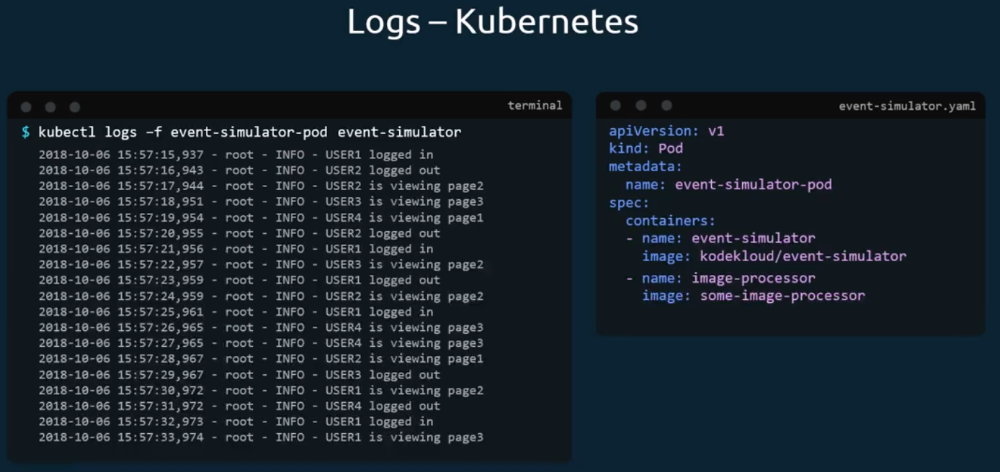 Logs – Kubernetes
terminal
$ kubectl logs –f event-simulator-pod event-simulator
2018-10-06 15:57:15,937 - root - INFO - USER1 logged in
2018-10-06 15:57:16,943 - root - INFO - USER2 logged out
2018-10-06 15:57:17,944 - root - INFO - USER2 is viewing page2
2018-10-06 15:57:18,951 - root - INFO - USER3 is viewing page3
2018-10-06 15:57:19,954 - root - INFO - USER4 is viewing page1
2018-10-06 15:57:20,955 - root - INFO - USER2 logged out
2018-10-06 15:57:21,956 - root - INFO - USER1 logged in
2018-10-06 15:57:22,957 - root - INFO - USER3 is viewing page2
2018-10-06 15:57:23,959 - root - INFO - USER1 logged out
2018-10-06 15:57:24,959 - root - INFO - USER2 is viewing page2
2018-10-06 15:57:25,961 - root - INFO - USER1 logged in
2018-10-06 15:57:26,965 - root - INFO - USER4 is viewing page3
2018-10-06 15:57:27,965 - root - INFO - USER4 is viewing page3
2018-10-06 15:57:28,967 - root - INFO - USER2 is viewing page1
2018-10-06 15:57:29,967 - root - INFO - USER3 logged out
2018-10-06 15:57:30,972 - root - INFO - USER1 is viewing page2
2018-10-06 15:57:31,972 - root - INFO - USER4 logged out
2018-10-06 15:57:32,973 - root - INFO - USER1 logged in
2018-10-06 15:57:33,974 - root - INFO - USER1 is viewing page3
event-simulator.yaml
apiVersion: v1
kind: Pod
metadata:
  name: event-simulator-pod
spec:
  containers:
  - name: event-simulator
    image: kodekloud/event-simulator
  - name: image-processor
    image: some-image-processor